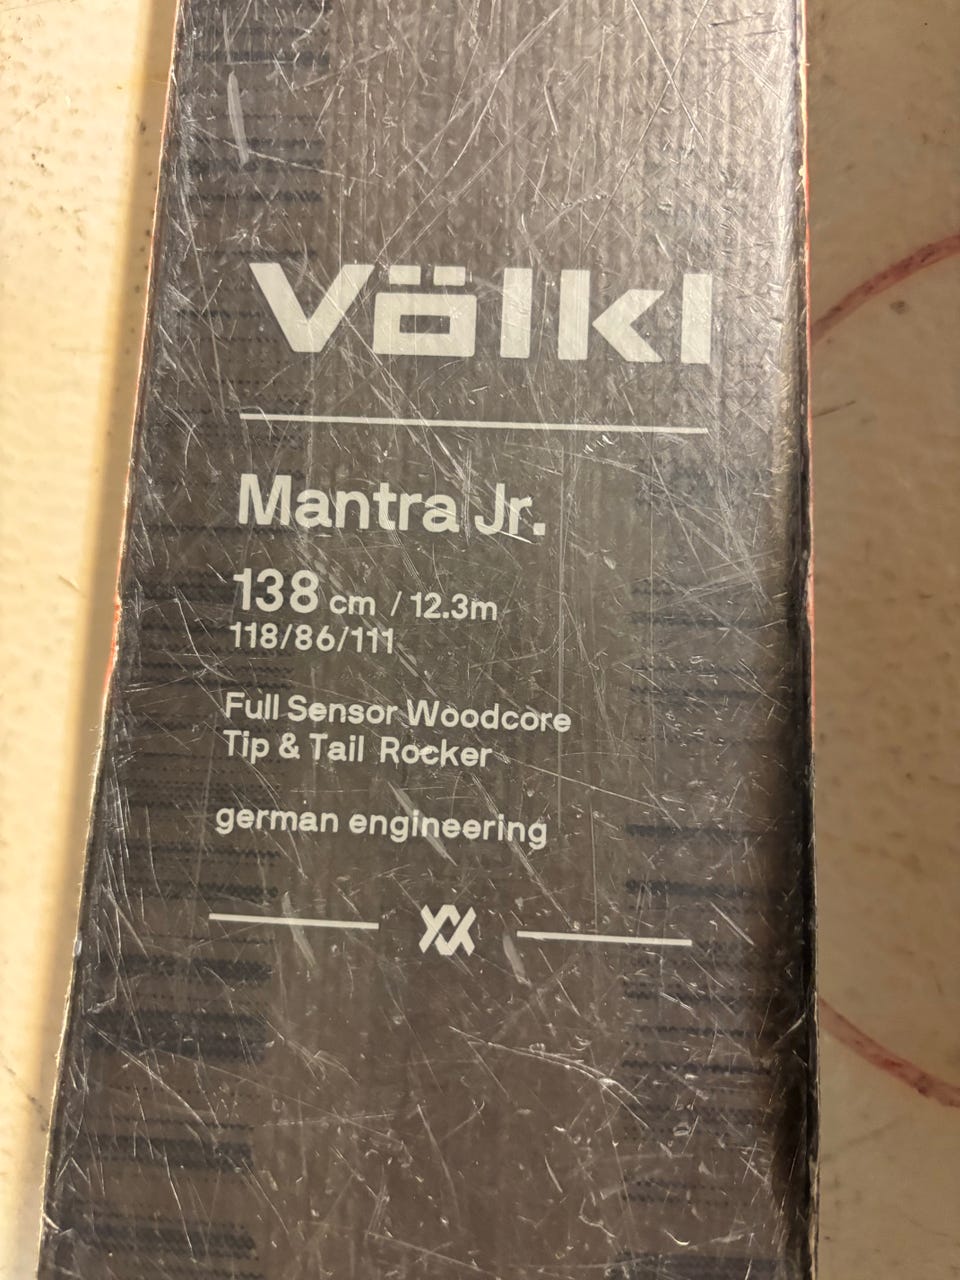 Völkl
Mantra Jr.
138 cm / 12.3m
118/86/111
Full Sensor Woodcore
Tip & Tail Rocker
german engineering